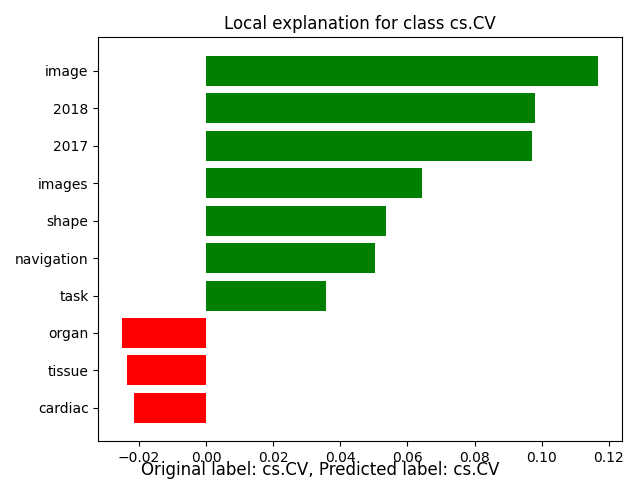 Local explanation for class cs.CV
image
2018
2017
images
shape
navigation
task
organ
tissue
cardiac
−0.02 0.00 0.02 0.04 0.06 0.08 0.10 0.12
Original label: cs.CV, Predicted label: cs.CV